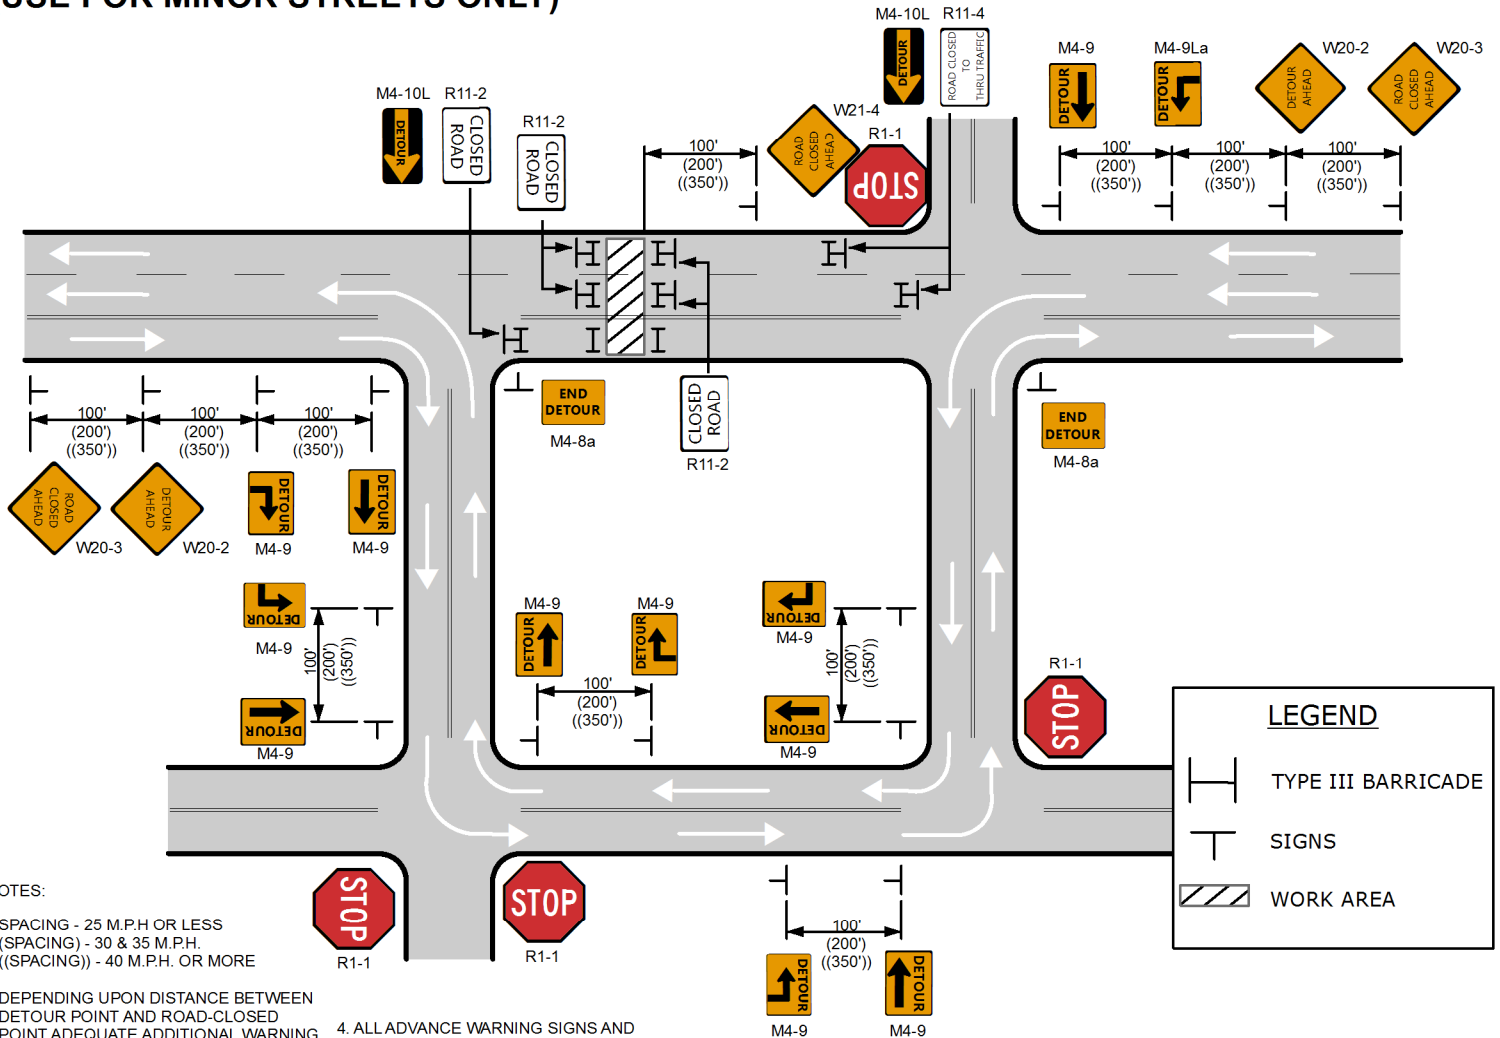 USE FOR MINOR STREETS ONLY)
M4-10L
R11-4
M4-9
M4-9La
W20-2
W20-3
DETOUR
ROAD CLOSED
TO
THRU TRAFFIC
DETOUR
DETOUR
DETOUR
AHEAD
ROAD
CLOSED
AHEAD
M4-10L
R11-2
R11-2
W21-4
R1-1
DETOUR
CLOSED
ROAD
CLOSED
ROAD
ROAD
CLOSED
AHEAD
STOP
100'
(200')
((350'))
100'
(200')
((350'))
100'
(200')
((350'))
100'
(200')
((350'))
100'
(200')
((350'))
100'
(200')
((350'))
100'
(200')
((350'))
END
DETOUR
M4-8a
CLOSED
ROAD
R11-2
END
DETOUR
M4-8a
ROAD
CLOSED
AHEAD
W20-3
DETOUR
AHEAD
W20-2
DETOUR
M4-9
DETOUR
M4-9
DETOUR
M4-9
100'
(200')
((350'))
DETOUR
M4-9
M4-9
DETOUR
M4-9
DETOUR
100'
(200')
((350'))
DETOUR
M4-9
100'
(200')
((350'))
DETOUR
M4-9
R1-1
STOP
LEGEND
TYPE III BARRICADE
SIGNS
WORK AREA
STOP
R1-1
STOP
R1-1
100'
(200')
((350'))
DETOUR
M4-9
DETOUR
M4-9
OTES:
SPACING - 25 M.P.H OR LESS
(SPACING) - 30 & 35 M.P.H.
((SPACING)) - 40 M.P.H. OR MORE
DEPENDING UPON DISTANCE BETWEEN
DETOUR POINT AND ROAD-CLOSED
POINT ADEQUATE ADDITIONAL WARNING
4. ALL ADVANCE WARNING SIGNS AND